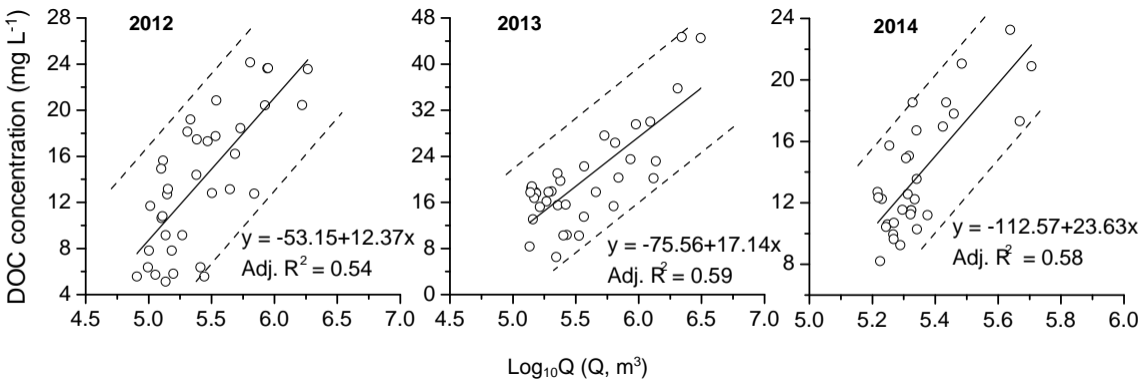 DOC concentration (mg L⁻¹)
28
24
20
16
12
8
4
2012
y = -53.15+12.37x
Adj. R² = 0.54
4.5 5.0 5.5 6.0 6.5 7.0
48
40
32
24
16
8
0
2013
y = -75.56+17.14x
Adj. R² = 0.59
4.5 5.0 5.5 6.0 6.5 7.0
24
20
16
12
8
2014
y = -112.57+23.63x
Adj. R² = 0.58
5.0 5.2 5.4 5.6 5.8 6.0
Log₁₀Q (Q, m³)